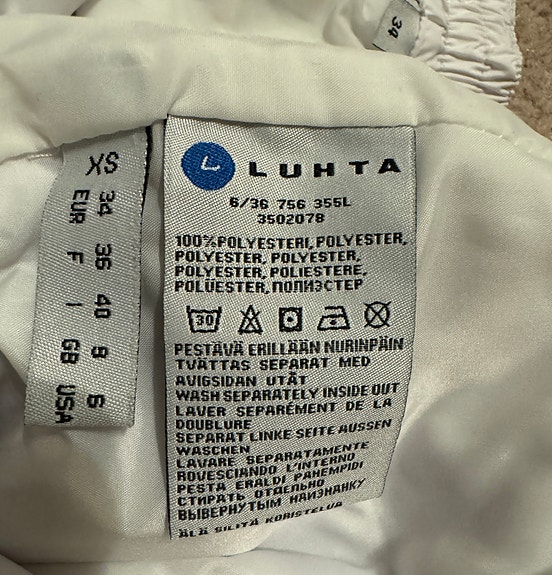 34
XS
34 36 40 8 6
EUR F I GB USA
L LUHTA
6/36 756 355L
3502078
100%POLYESTERI, POLYESTER,
POLYESTER, POLYESTER,
POLYESTER, POLIESTERE,
POLÜESTER, ПОЛИЭСТЕР
30
PESTÄVÄ ERILLÄÄN NURINPÄIN
TVÄTTAS SEPARAT MED
AVIGSIDAN UTÅT
WASH SEPARATELY INSIDE OUT
LAVER SEPARÉMENT DE LA
DOUBLURE
SEPARAT LINKE SEITE AUSSEN
WASCHEN
LAVARE SEPARATAMENTE
ROVESCIANDO L'INTERNO
PESTA ERALDI PAHEMPIDI
СТИРАТЬ ОТДЕЛЬНО
ВЫВЕРНУТЫМ НАИЗНАНКУ
ÄLÄ SILITÄ KORISTELUA